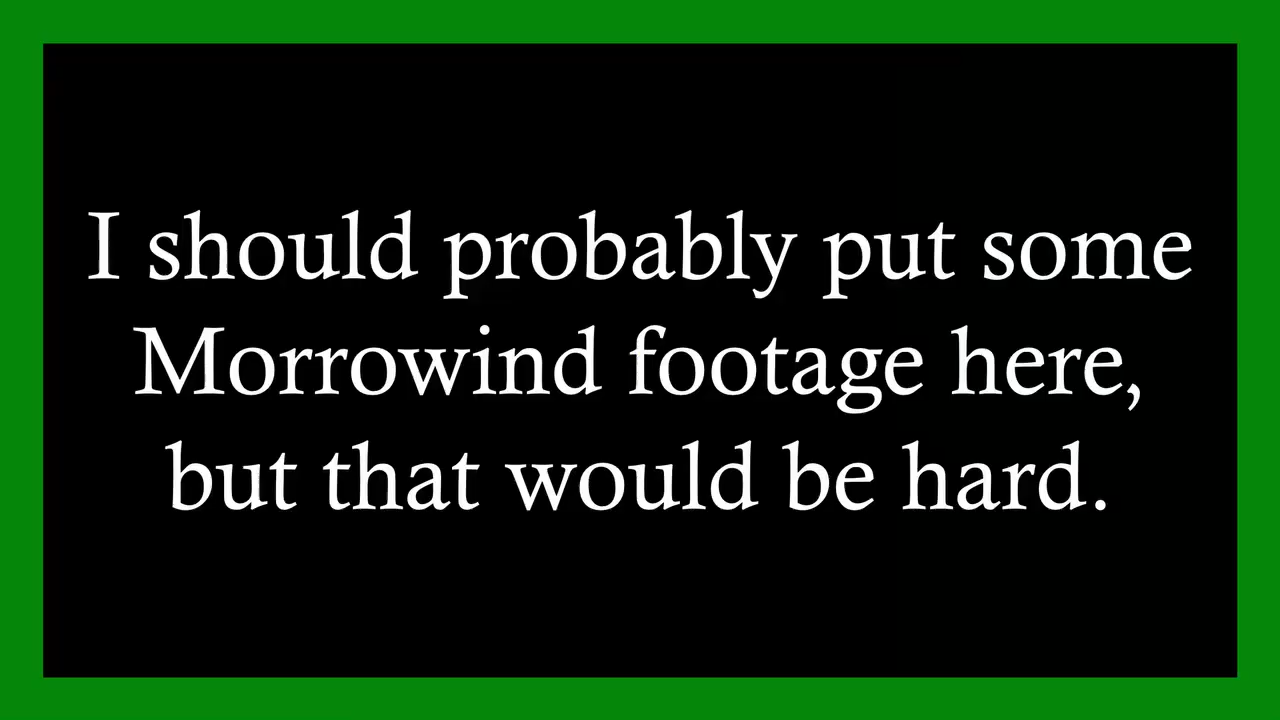 I should probably put some
Morrowind footage here,
but that would be hard.